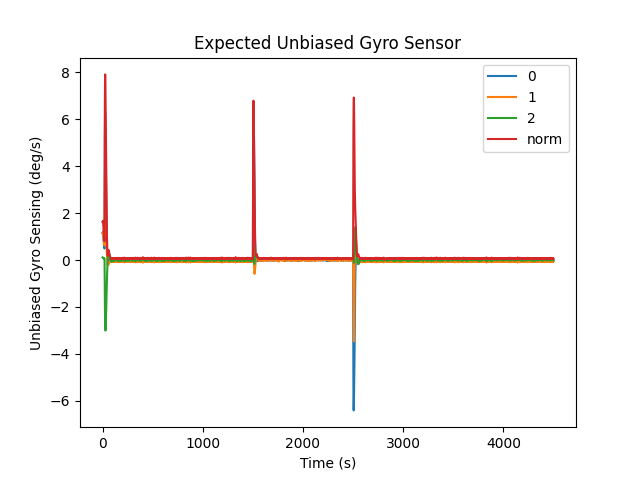 Expected Unbiased Gyro Sensor
Unbiased Gyro Sensing (deg/s)
8
6
4
2
0
−2
−4
−6
0
1
2
norm
0 1000 2000 3000 4000
Time (s)